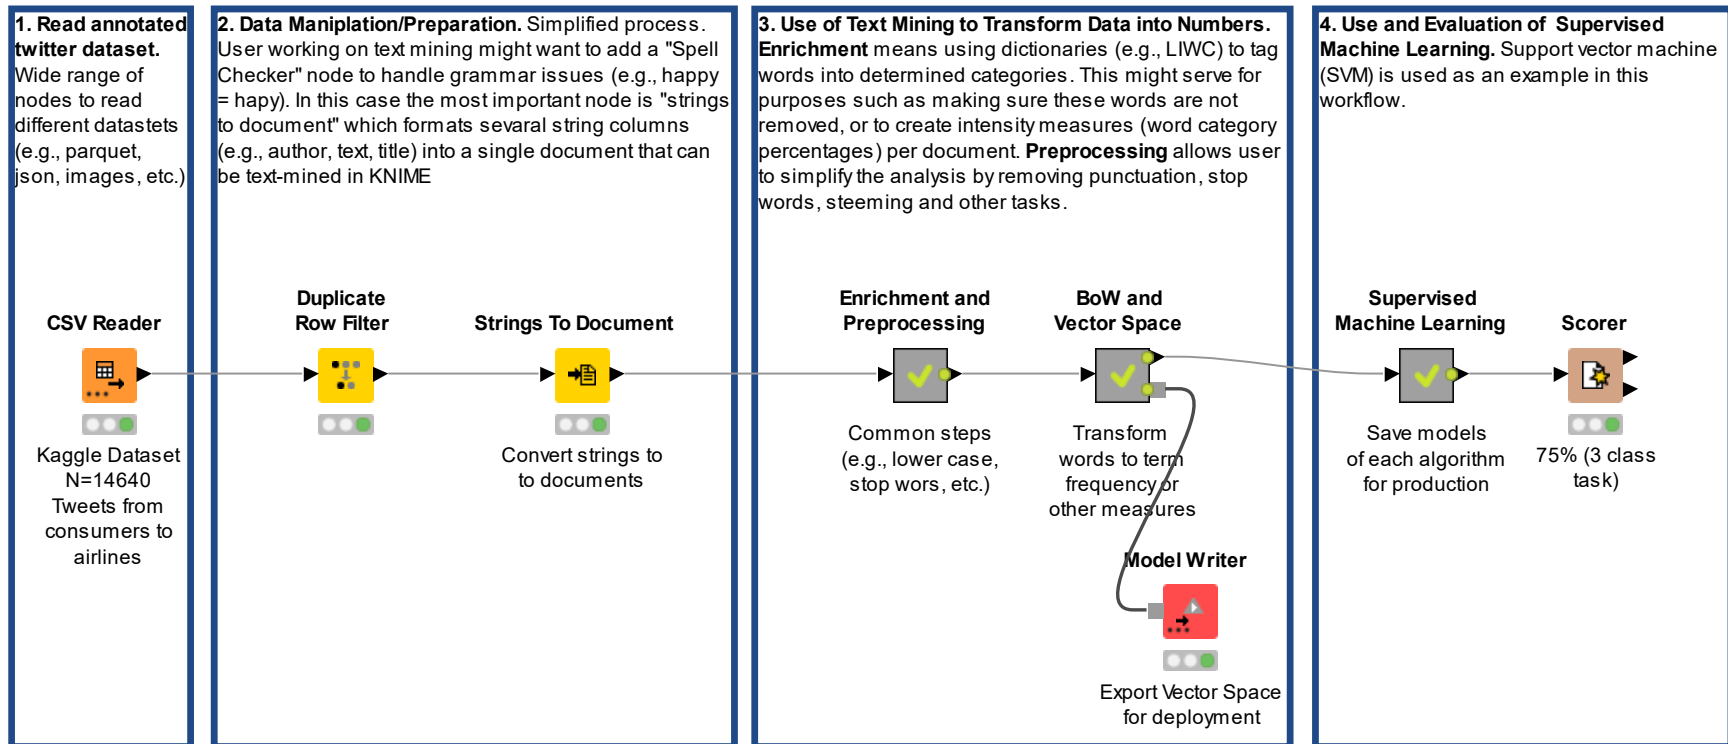 1. Read annotated
twitter dataset.
Wide range of
nodes to read
different datastets
(e.g., parquet,
json, images, etc.)
2. Data Maniplation/Preparation. Simplified process.
User working on text mining might want to add a "Spell
Checker" node to handle grammar issues (e.g., happy
= hapy). In this case the most important node is "strings
to document" which formats sevaral string columns
(e.g., author, text, title) into a single document that can
be text-mined in KNIME
3. Use of Text Mining to Transform Data into Numbers.
Enrichment means using dictionaries (e.g., LIWC) to tag
words into determined categories. This might serve for
purposes such as making sure these words are not
removed, or to create intensity measures (word category
percentages) per document. Preprocessing allows user
to simplify the analysis by removing punctuation, stop
words, steeming and other tasks.
4. Use and Evaluation of Supervised
Machine Learning. Support vector machine
(SVM) is used as an example in this
workflow.
CSV Reader
Kaggle Dataset
N=14640
Tweets from
consumers to
airlines
Duplicate
Row Filter
Strings To Document
Convert strings to
to documents
Enrichment and
Preprocessing
Common steps
(e.g., lower case,
stop wors, etc.)
BoW and
Vector Space
Transform
words to term
frequency or
other measures
Model Writer
Export Vector Space
for deployment
Supervised
Machine Learning
Save models
of each algorithm
for production
Scorer
75% (3 class
task)